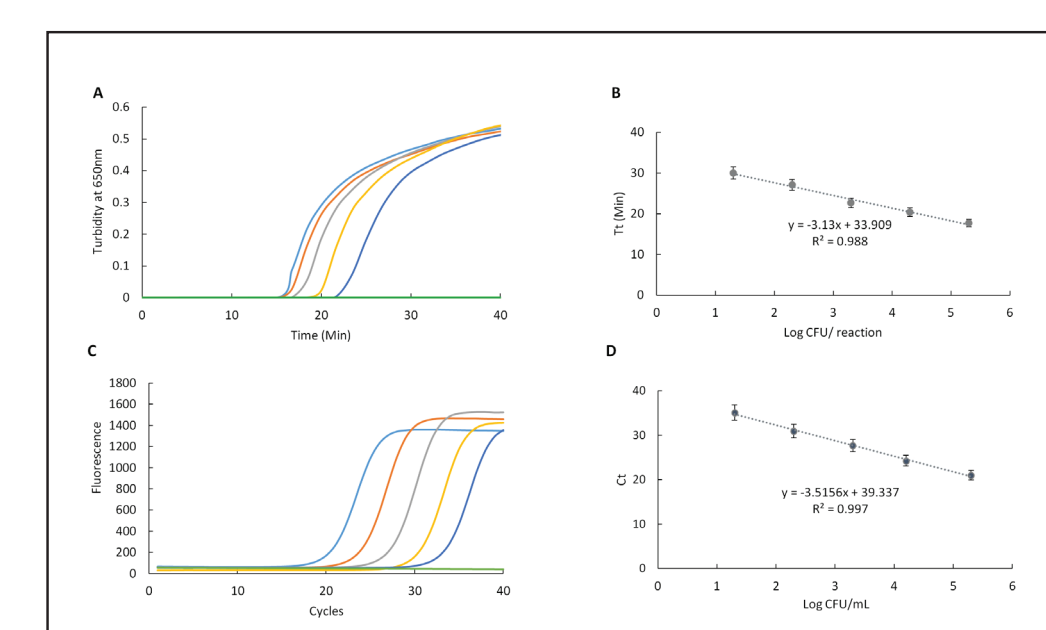 A
0.6
0.5
0.4
0.3
0.2
0.1
0
Turbidity at 650nm
0 10 20 30 40
Time (Min)
B
40
30
20
10
0
Tt (Min)
y = -3.13x + 33.909
R² = 0.988
0 1 2 3 4 5 6
Log CFU/ reaction
C
1800
1600
1400
1200
1000
800
600
400
200
0
Fluorescence
0 10 20 30 40
Cycles
D
40
30
20
10
0
Ct
y = -3.5156x + 39.337
R² = 0.997
0 1 2 3 4 5 6
Log CFU/mL